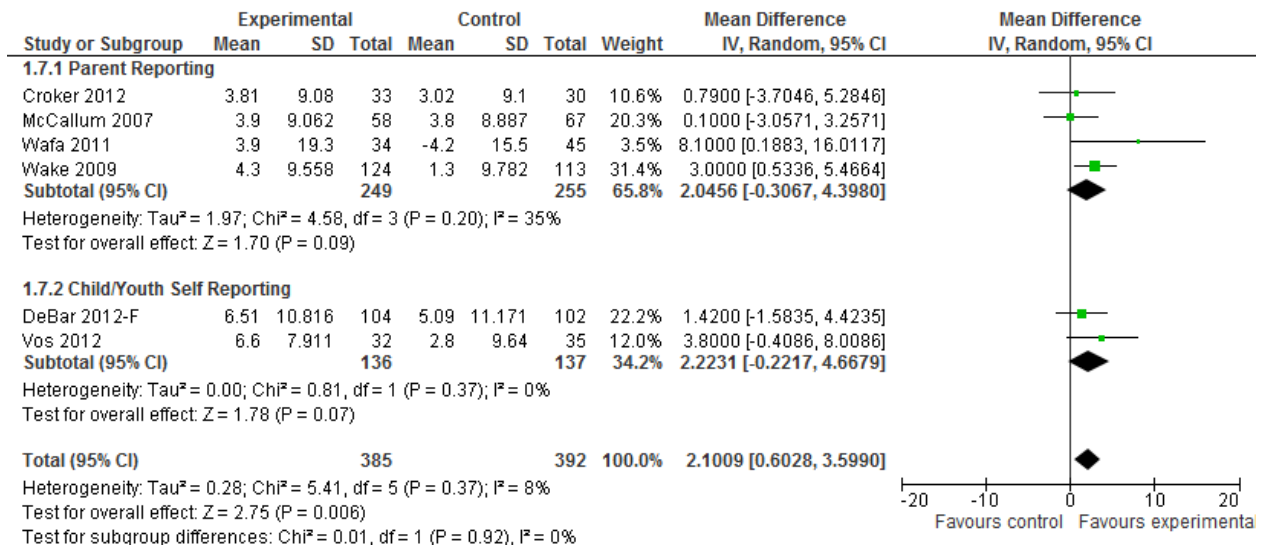 Experimental Control Mean Difference Mean Difference
Study or Subgroup Mean SD Total Mean SD Total Weight IV, Random, 95% CI IV, Random, 95% CI
1.7.1 Parent Reporting
Croker 2012 3.81 9.08 33 3.02 9.1 30 10.6% 0.7900 [-3.7046, 5.2846]
McCallum 2007 3.9 9.062 58 3.8 8.887 67 20.3% 0.1000 [-3.0571, 3.2571]
Wafa 2011 3.9 19.3 34 -4.2 15.5 45 3.5% 8.1000 [0.1883, 16.0117]
Wake 2009 4.3 9.558 124 1.3 9.782 113 31.4% 3.0000 [0.5336, 5.4664]
Subtotal (95% CI) 249 255 65.8% 2.0456 [-0.3067, 4.3980]
Heterogeneity: Tau² = 1.97; Chi² = 4.58, df = 3 (P = 0.20); I² = 35%
Test for overall effect: Z = 1.70 (P = 0.09)
1.7.2 Child/Youth Self Reporting
DeBar 2012-F 6.51 10.816 104 5.09 11.171 102 22.2% 1.4200 [-1.5835, 4.4235]
Vos 2012 6.6 7.911 32 2.8 9.64 35 12.0% 3.8000 [-0.4086, 8.0086]
Subtotal (95% CI) 136 137 34.2% 2.2231 [-0.2217, 4.6679]
Heterogeneity: Tau² = 0.00; Chi² = 0.81, df = 1 (P = 0.37); I² = 0%
Test for overall effect: Z = 1.78 (P = 0.07)
Total (95% CI) 385 392 100.0% 2.1009 [0.6028, 3.5990]
Heterogeneity: Tau² = 0.28; Chi² = 5.41, df = 5 (P = 0.37); I² = 8%
Test for overall effect: Z = 2.75 (P = 0.006)
Test for subgroup differences: Chi² = 0.01, df = 1 (P = 0.92), I² = 0%
-20 -10 0 10 20
Favours control Favours experimental